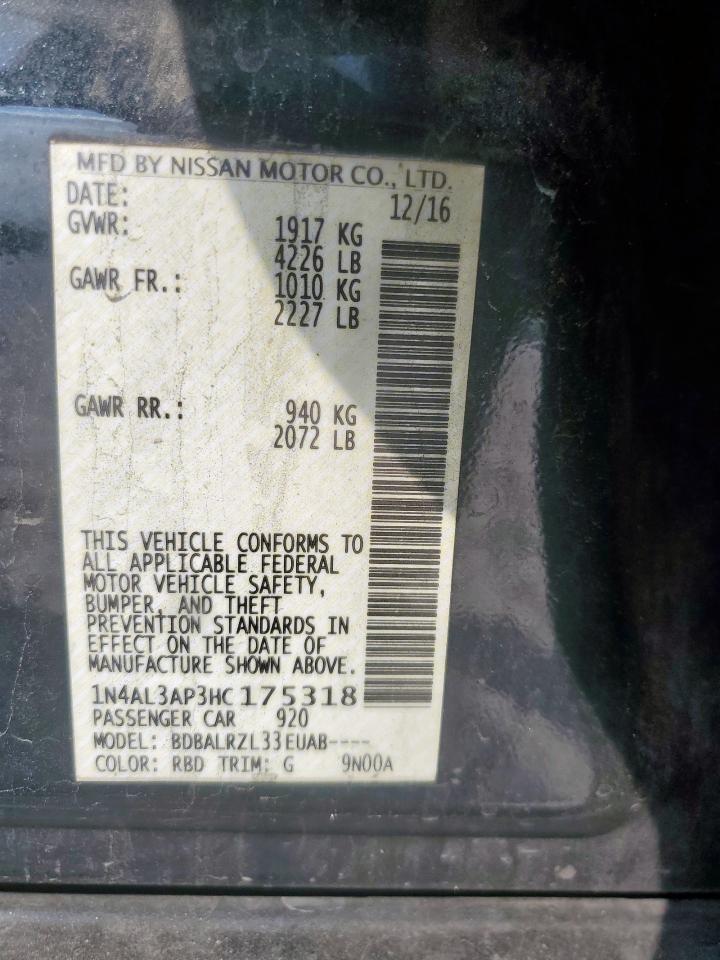 MFD BY NISSAN MOTOR CO., LTD.
DATE: 12/16
GVWR: 1917 KG
4226 LB
GAWR FR.: 1010 KG
2227 LB
GAWR RR.: 940 KG
2072 LB
THIS VEHICLE CONFORMS TO
ALL APPLICABLE FEDERAL
MOTOR VEHICLE SAFETY,
BUMPER, AND THEFT
PREVENTION STANDARDS IN
EFFECT ON THE DATE OF
MANUFACTURE SHOWN ABOVE.
1N4AL3AP3HC175318
PASSENGER CAR 920
MODEL: BDBALRZL33EUAB----
COLOR: RBD TRIM: G 9N00A